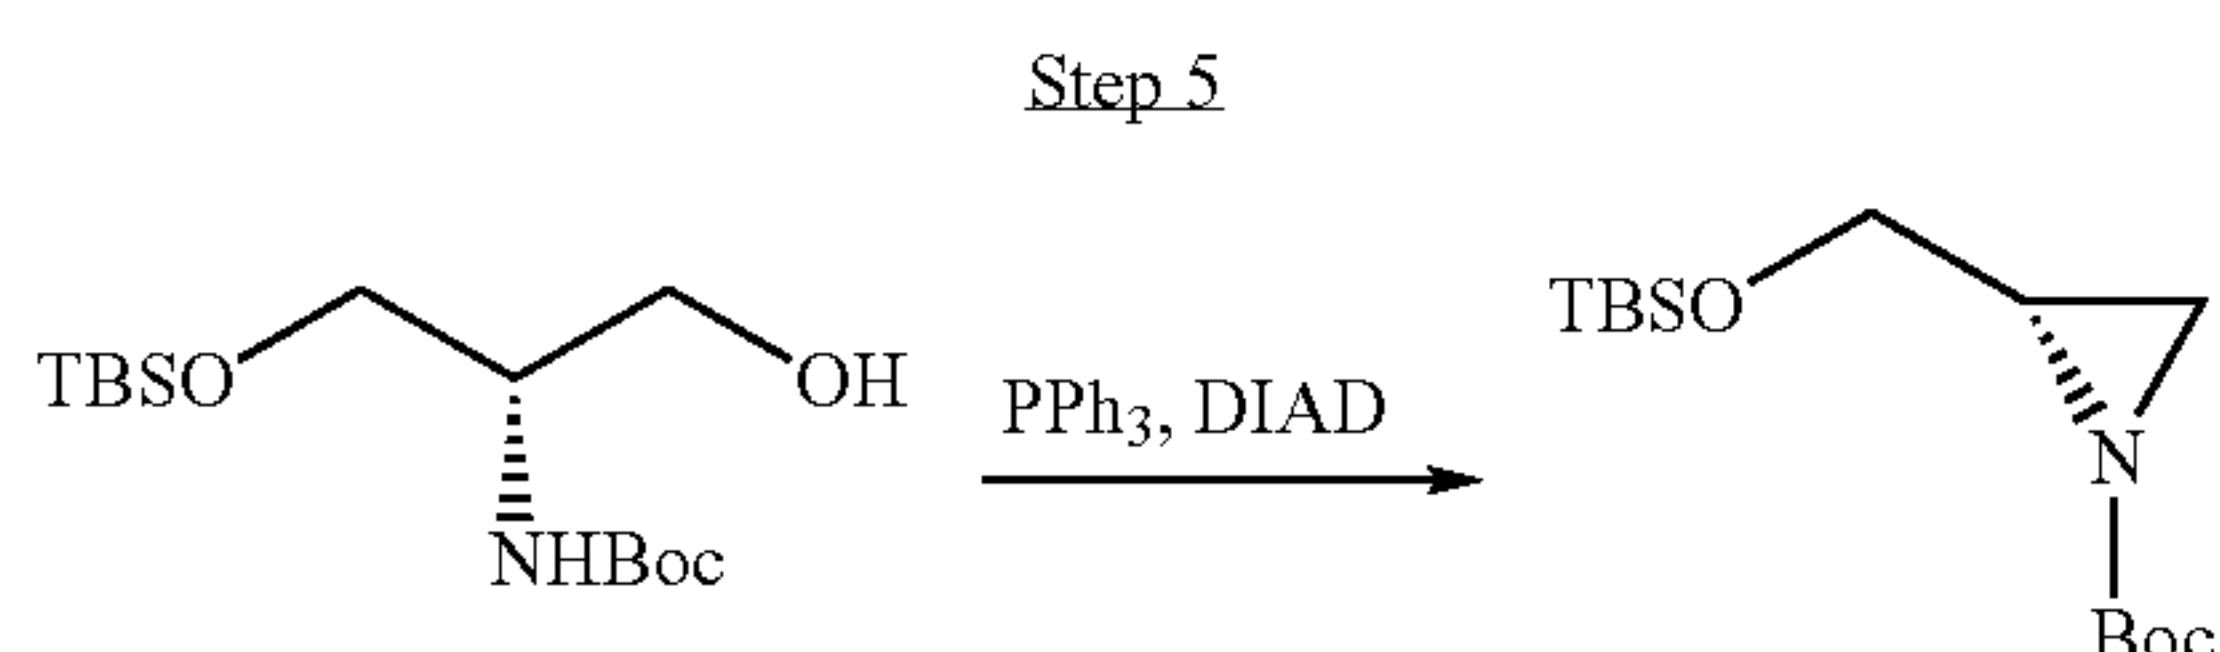 Step 5
TBSO
OH
NHBoc
PPh3, DIAD
TBSO
N
Boc